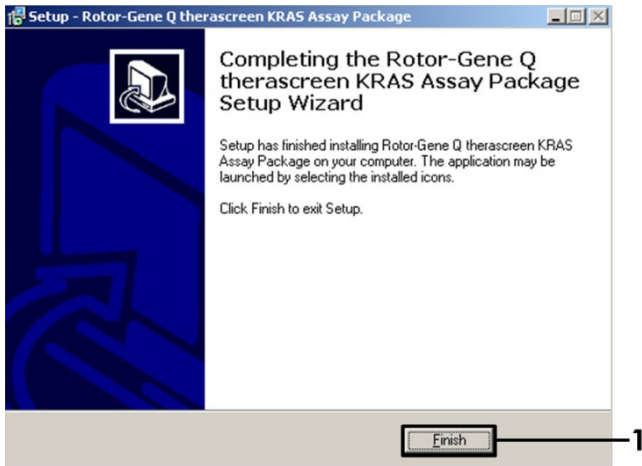 Setup - Rotor-Gene Q therascreen KRAS Assay Package
Completing the Rotor-Gene Q
therascreen KRAS Assay Package
Setup Wizard
Setup has finished installing Rotor-Gene Q therascreen KRAS
Assay Package on your computer. The application may be
launched by selecting the installed icons.
Click Finish to exit Setup.
Finish
1